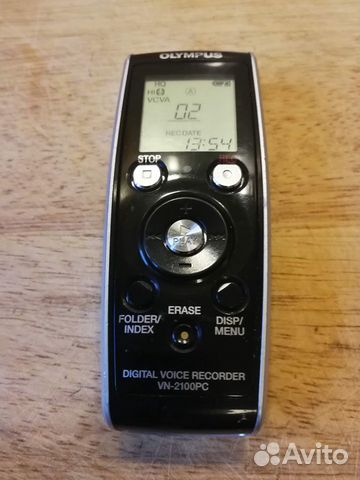 OLYMPUS
HQ
HI
VCVA
A
02
REC DATE
13:54
STOP
REC
+
PLAY
–
FOLDER/
INDEX
ERASE
DISP/
MENU
DIGITAL VOICE RECORDER
VN-2100PC
Avito